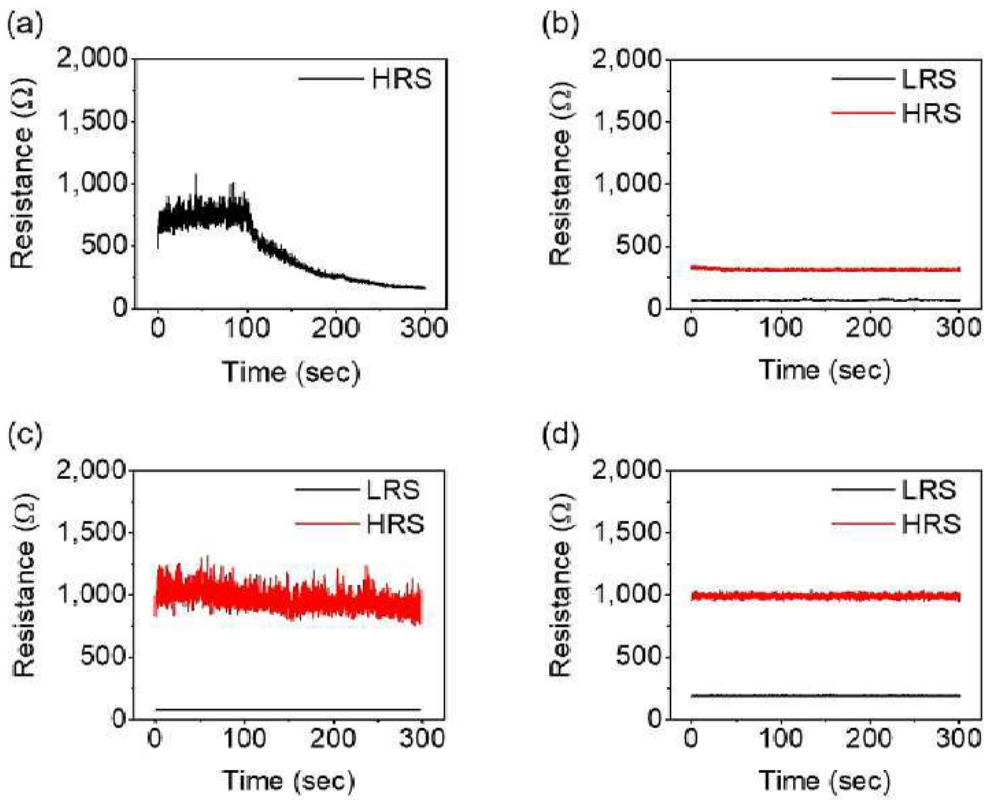 (a)
HRS
2,000
1,500
1,000
500
0
Resistance (Ω)
0 100 200 300
Time (sec)
(b)
LRS
HRS
2,000
1,500
1,000
500
0
Resistance (Ω)
0 100 200 300
Time (sec)
(c)
LRS
HRS
2,000
1,500
1,000
500
0
Resistance (Ω)
0 100 200 300
Time (sec)
(d)
LRS
HRS
2,000
1,500
1,000
500
0
Resistance (Ω)
0 100 200 300
Time (sec)